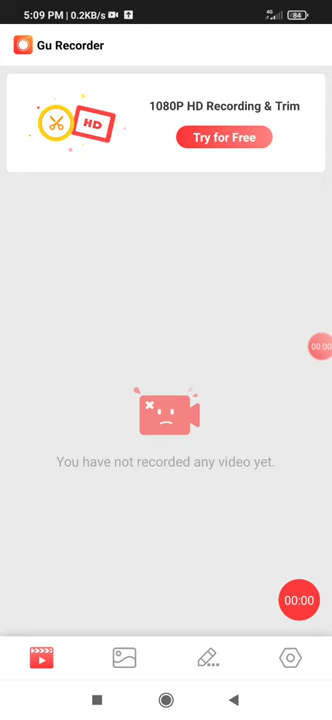 5:09 PM | 0.2KB/s
4G
84
Gu Recorder
1080P HD Recording & Trim
HD
Try for Free
00:00
You have not recorded any video yet.
00:00